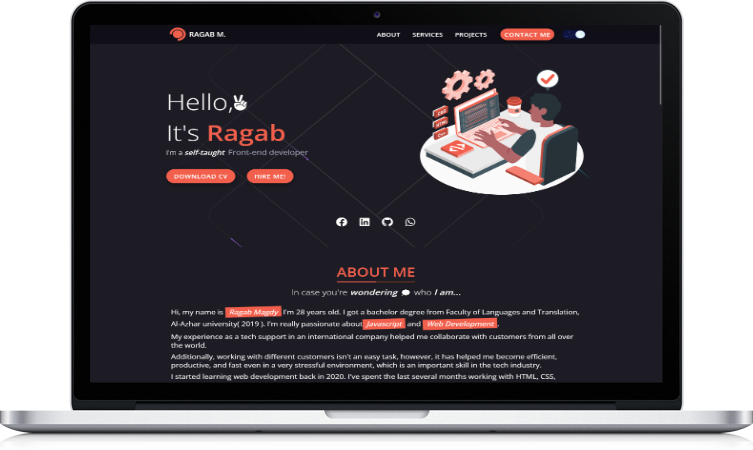 RAGAB M.
ABOUT SERVICES PROJECTS CONTACT ME
Hello,
It's Ragab
I'm a self-taught Front-end developer
DOWNLOAD CV HIRE ME!
CSS
HTML
ABOUT ME
In case you're wondering who I am...
Hi, my name is Ragab Magdy I'm 28 years old. I got a bachelor degree from Faculty of Languages and Translation,
Al-Azhar university( 2019 ). I'm really passionate about Javascript and Web Development.
My experience as a tech support in an international company helped me collaborate with customers from all over
the world.
Additionally, working with different customers isn't an easy task, however, it has helped me become efficient,
productive, and fast even in a very stressful environment, which is an important skill in the tech industry.
I started learning web development back in 2020. I've spent the last several months working with HTML, CSS,